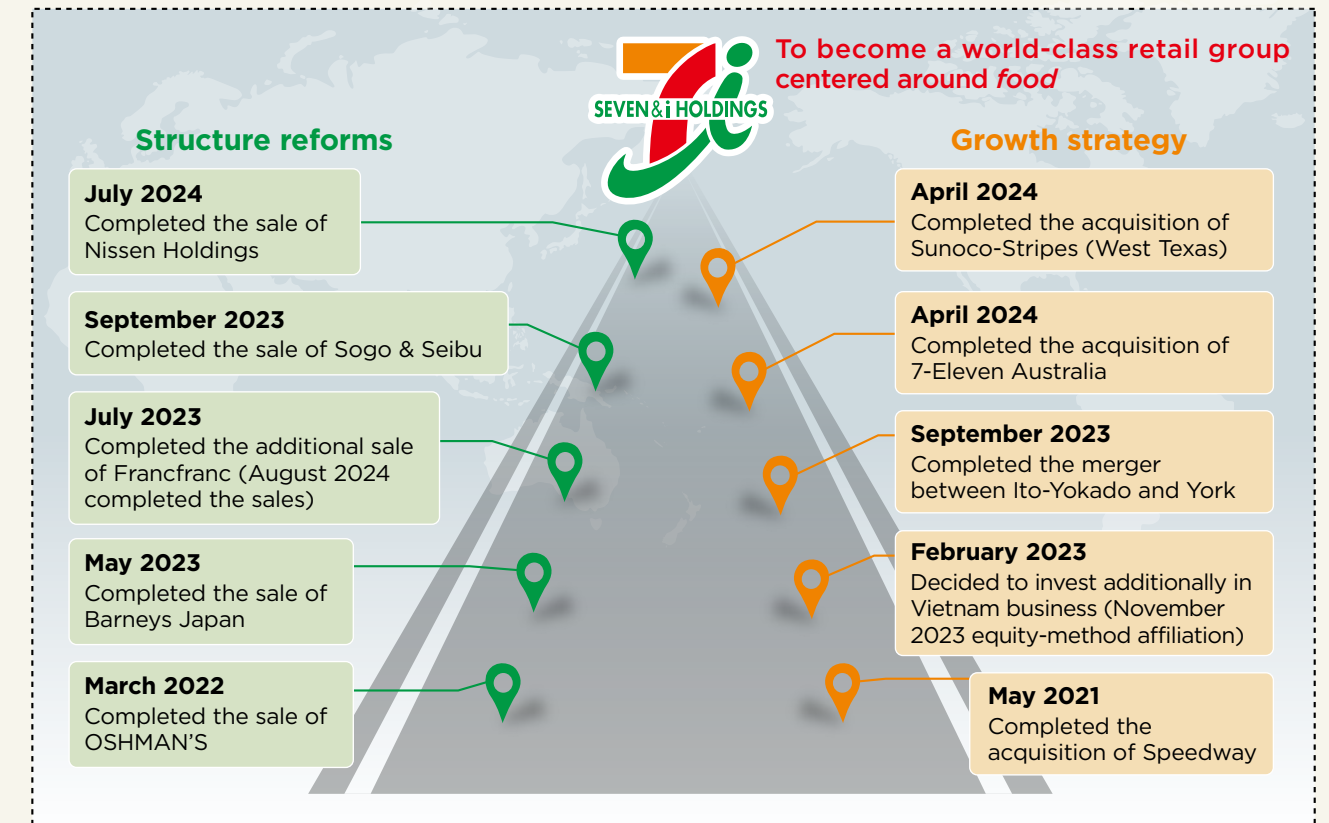 To become a world-class retail group
centered around food
SEVEN & i HOLDINGS
Structure reforms
July 2024
Completed the sale of
Nissen Holdings
September 2023
Completed the sale of Sogo & Seibu
July 2023
Completed the additional sale
of Francfranc (August 2024
completed the sales)
May 2023
Completed the sale of
Barneys Japan
March 2022
Completed the sale of
OSHMAN'S
Growth strategy
April 2024
Completed the acquisition of
Sunoco-Stripes (West Texas)
April 2024
Completed the acquisition of
7-Eleven Australia
September 2023
Completed the merger
between Ito-Yokado and York
February 2023
Decided to invest additionally in
Vietnam business (November
2023 equity-method affiliation)
May 2021
Completed the
acquisition of Speedway